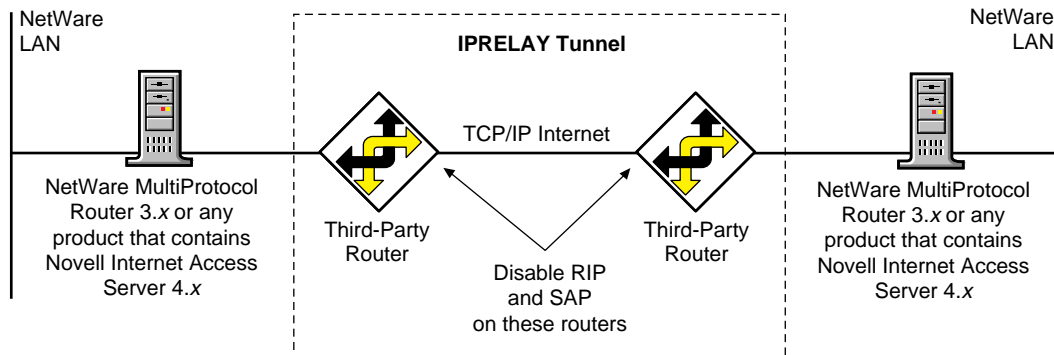 NetWare
LAN
IPRELAY Tunnel
NetWare
LAN
TCP/IP Internet
NetWare MultiProtocol
Router 3.x or any
product that contains
Novell Internet Access
Server 4.x
Third-Party
Router
Disable RIP
and SAP
on these routers
Third-Party
Router
NetWare MultiProtocol
Router 3.x or any
product that contains
Novell Internet Access
Server 4.x